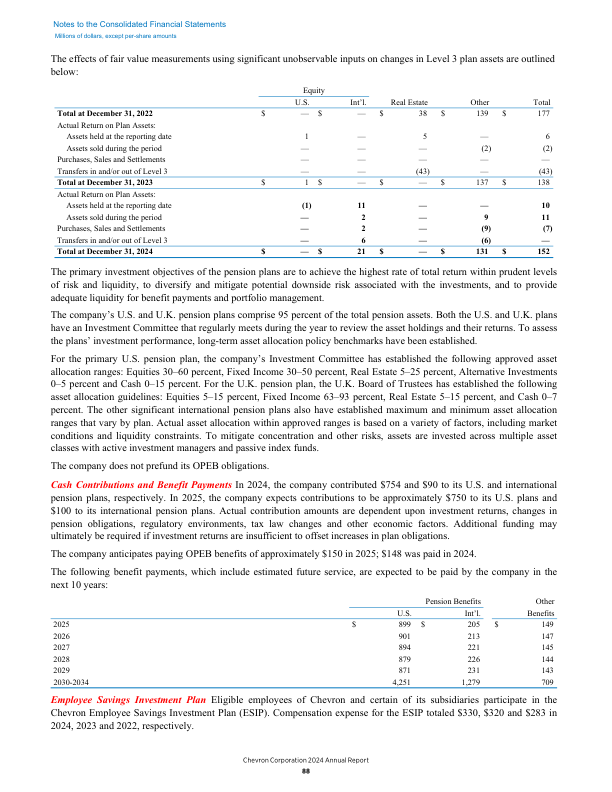 Notes to the Consolidated Financial Statements
Millions of dollars, except per-share amounts
The effects of fair value measurements using significant unobservable inputs on changes in Level 3 plan assets are outlined
below:
Equity
U.S. Int'l. Real Estate Other Total
Total at December 31, 2022 $ — $ — $ 38 $ 139 $ 177
Actual Return on Plan Assets:
Assets held at the reporting date 1 — 5 — 6
Assets sold during the period — — — (2) (2)
Purchases, Sales and Settlements — — — — —
Transfers in and/or out of Level 3 — — (43) — (43)
Total at December 31, 2023 $ 1 $ — $ — $ 137 $ 138
Actual Return on Plan Assets:
Assets held at the reporting date (1) 11 — — 10
Assets sold during the period — 2 — 9 11
Purchases, Sales and Settlements — 2 — (9) (7)
Transfers in and/or out of Level 3 — 6 — (6) —
Total at December 31, 2024 $ — $ 21 $ — $ 131 $ 152
The primary investment objectives of the pension plans are to achieve the highest rate of total return within prudent levels
of risk and liquidity, to diversify and mitigate potential downside risk associated with the investments, and to provide
adequate liquidity for benefit payments and portfolio management.
The company's U.S. and U.K. pension plans comprise 95 percent of the total pension assets. Both the U.S. and U.K. plans
have an Investment Committee that regularly meets during the year to review the asset holdings and their returns. To assess
the plans' investment performance, long-term asset allocation policy benchmarks have been established.
For the primary U.S. pension plan, the company's Investment Committee has established the following approved asset
allocation ranges: Equities 30–60 percent, Fixed Income 30–50 percent, Real Estate 5–25 percent, Alternative Investments
0–5 percent and Cash 0–15 percent. For the U.K. pension plan, the U.K. Board of Trustees has established the following
asset allocation guidelines: Equities 5–15 percent, Fixed Income 63–93 percent, Real Estate 5–15 percent, and Cash 0–7
percent. The other significant international pension plans also have established maximum and minimum asset allocation
ranges that vary by plan. Actual asset allocation within approved ranges is based on a variety of factors, including market
conditions and liquidity constraints. To mitigate concentration and other risks, assets are invested across multiple asset
classes with active investment managers and passive index funds.
The company does not prefund its OPEB obligations.
Cash Contributions and Benefit Payments In 2024, the company contributed $754 and $90 to its U.S. and international
pension plans, respectively. In 2025, the company expects contributions to be approximately $750 to its U.S. plans and
$100 to its international pension plans. Actual contribution amounts are dependent upon investment returns, changes in
pension obligations, regulatory environments, tax law changes and other economic factors. Additional funding may
ultimately be required if investment returns are insufficient to offset increases in plan obligations.
The company anticipates paying OPEB benefits of approximately $150 in 2025; $148 was paid in 2024.
The following benefit payments, which include estimated future service, are expected to be paid by the company in the
next 10 years:
Pension Benefits Other
U.S. Int'l. Benefits
2025 $ 899 $ 205 $ 149
2026 901 213 147
2027 894 221 145
2028 879 226 144
2029 871 231 143
2030-2034 4,251 1,279 709
Employee Savings Investment Plan Eligible employees of Chevron and certain of its subsidiaries participate in the
Chevron Employee Savings Investment Plan (ESIP). Compensation expense for the ESIP totaled $330, $320 and $283 in
2024, 2023 and 2022, respectively.
Chevron Corporation 2024 Annual Report
88